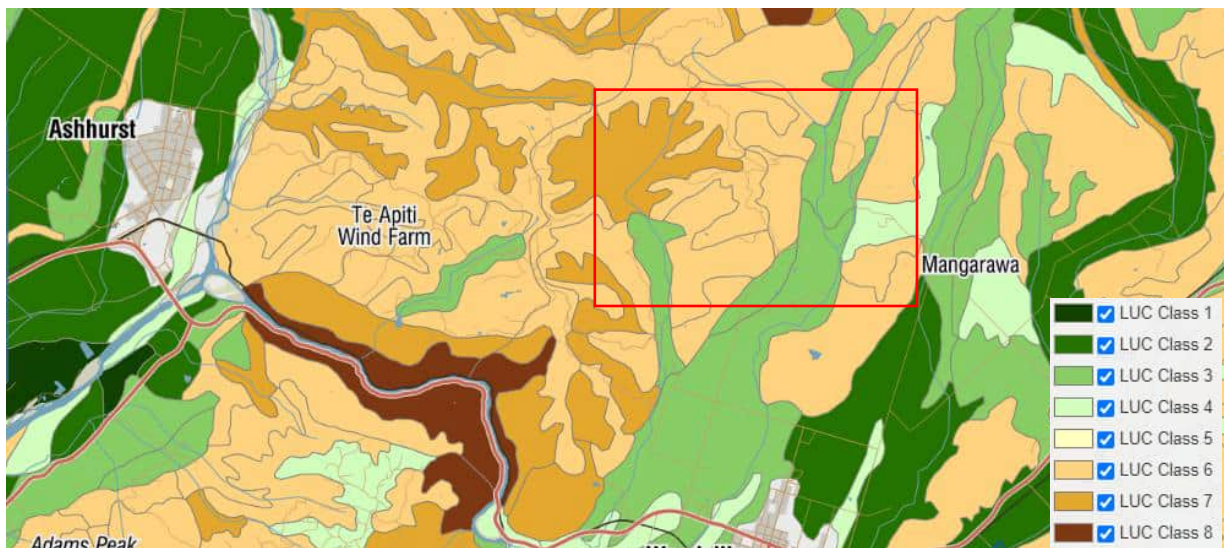 Ashhurst
Te Apiti
Wind Farm
Mangarawa
LUC Class 1
LUC Class 2
LUC Class 3
LUC Class 4
LUC Class 5
LUC Class 6
LUC Class 7
LUC Class 8
Adams Peak